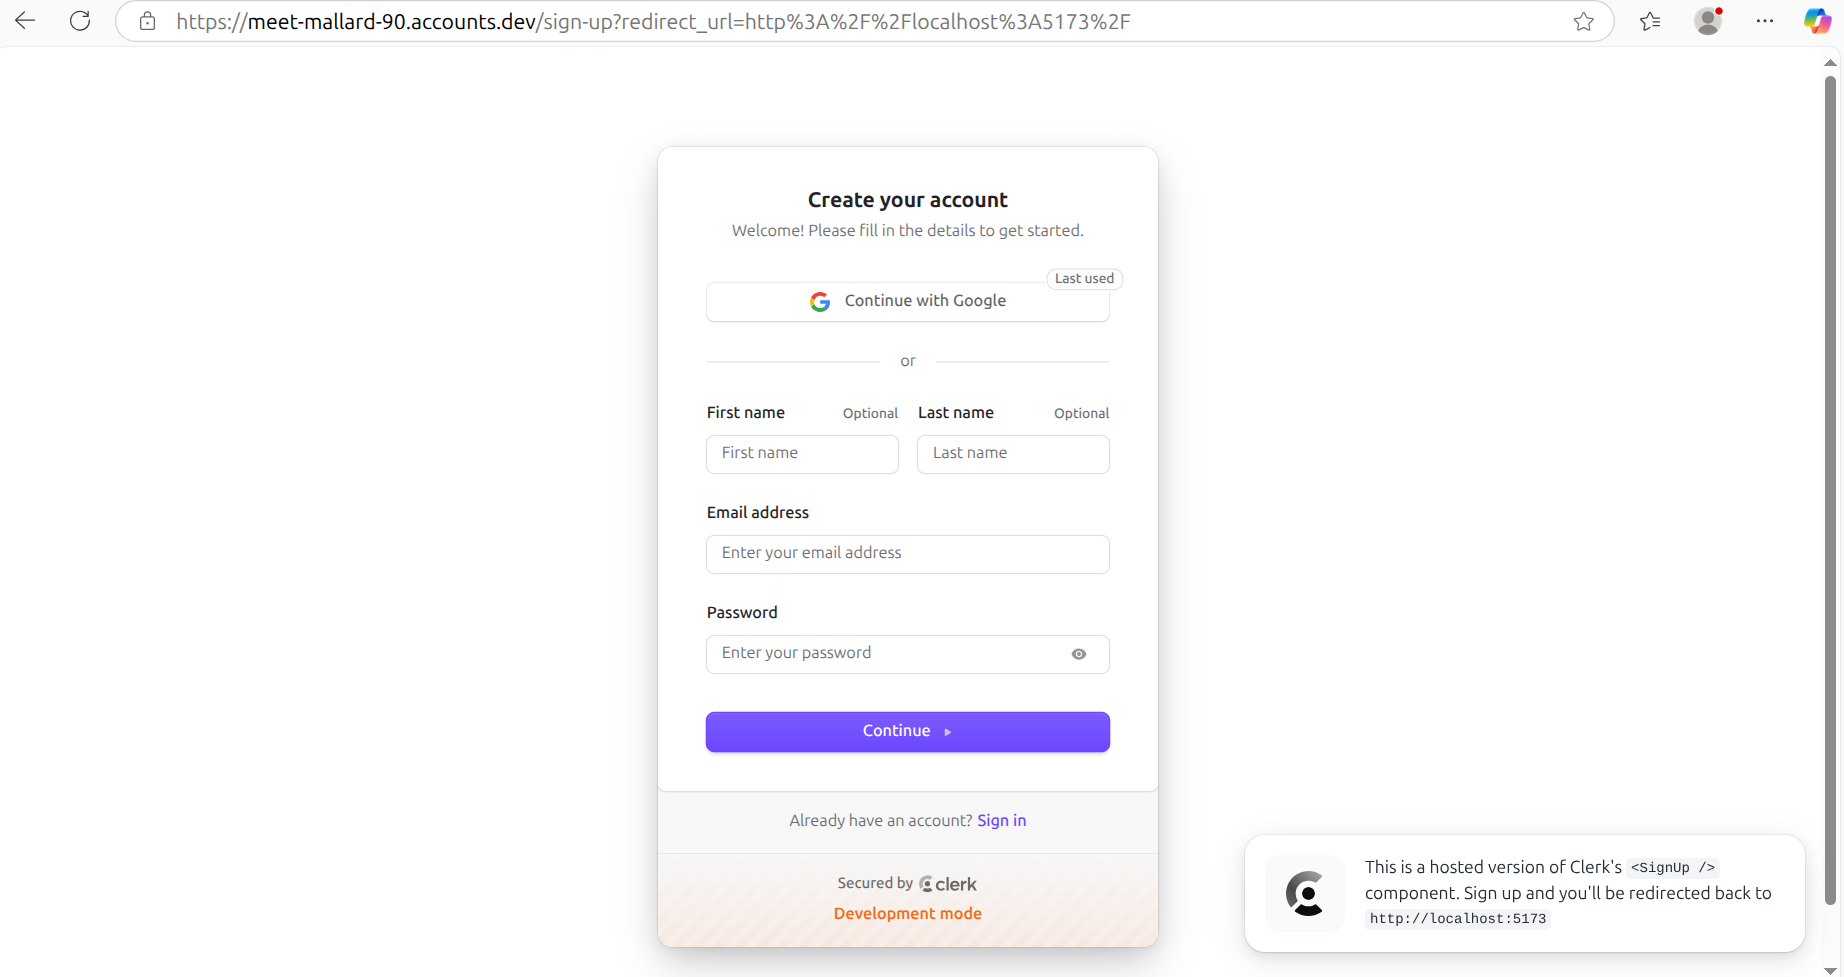 https://meet-mallard-90.accounts.dev/sign-up?redirect_url=http%3A%2F%2Flocalhost%3A5173%2F
Create your account
Welcome! Please fill in the details to get started.
Last used
Continue with Google
or
First name Optional Last name Optional
First name Last name
Email address
Enter your email address
Password
Enter your password
Continue
Already have an account? Sign in
Secured by clerk
Development mode
This is a hosted version of Clerk's <SignUp />
component. Sign up and you'll be redirected back to
http://localhost:5173